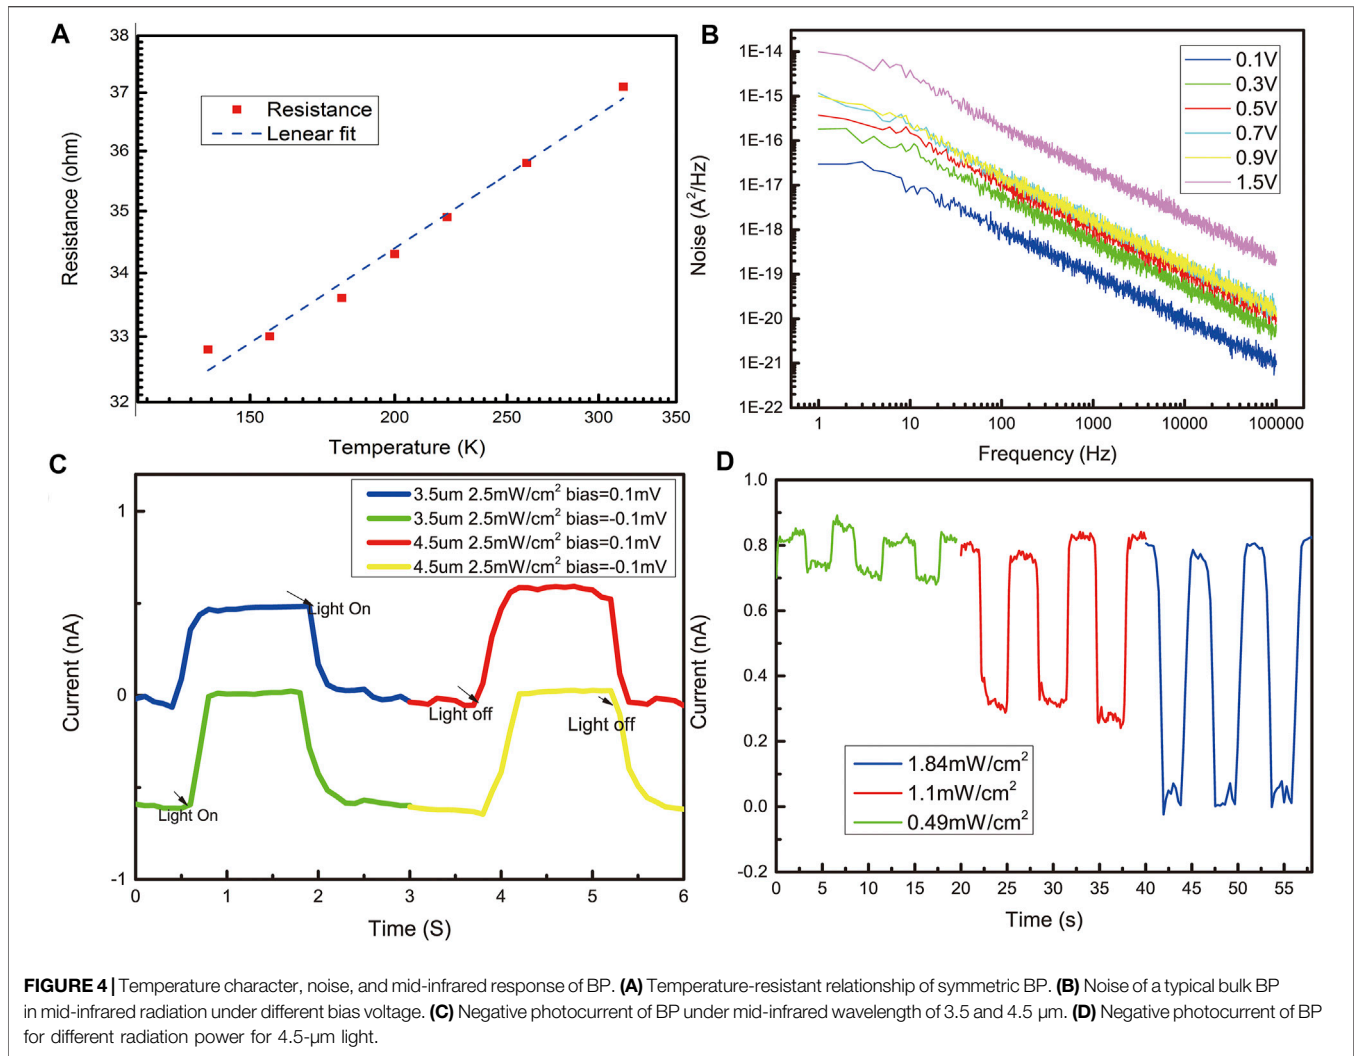 A
38
37
36
35
34
33
32
Resistance (ohm)
Resistance
Lenear fit
150
200
250
300
350
Temperature (K)
B
1E-14
1E-15
1E-16
1E-17
1E-18
1E-19
1E-20
1E-21
1E-22
Noise (A²/Hz)
0.1V
0.3V
0.5V
0.7V
0.9V
1.5V
1
10
100
1000
10000
100000
Frequency (Hz)
C
1
0
-1
Current (nA)
3.5um 2.5mW/cm² bias=0.1mV
3.5um 2.5mW/cm² bias=-0.1mV
4.5um 2.5mW/cm² bias=0.1mV
4.5um 2.5mW/cm² bias=-0.1mV
Light On
Light off
Light off
Light On
0
1
2
3
4
5
6
Time (S)
D
1.0
0.8
0.6
0.4
0.2
0.0
-0.2
Current (nA)
1.84mW/cm²
1.1mW/cm²
0.49mW/cm²
0
5
10
15
20
25
30
35
40
45
50
55
Time (s)
FIGURE 4 | Temperature character, noise, and mid-infrared response of BP. (A) Temperature-resistant relationship of symmetric BP. (B) Noise of a typical bulk BP
in mid-infrared radiation under different bias voltage. (C) Negative photocurrent of BP under mid-infrared wavelength of 3.5 and 4.5 μm. (D) Negative photocurrent of BP
for different radiation power for 4.5-μm light.